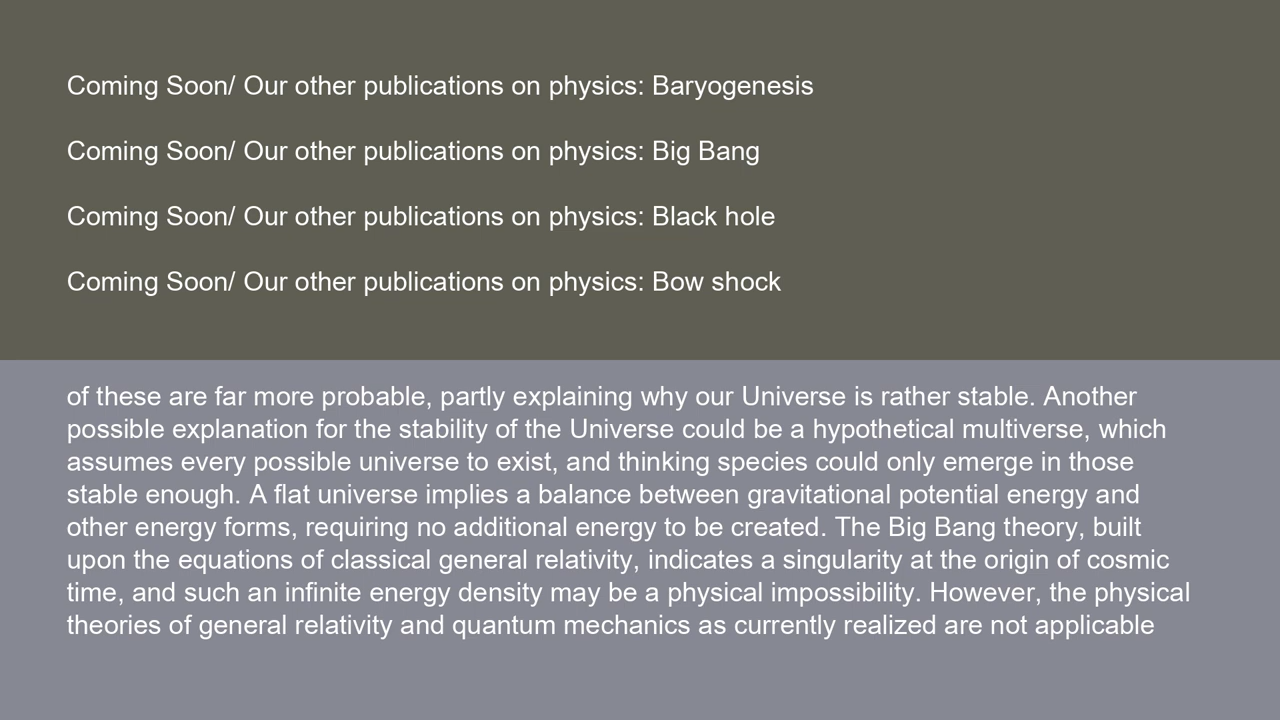 Coming Soon/ Our other publications on physics: Baryogenesis
Coming Soon/ Our other publications on physics: Big Bang
Coming Soon/ Our other publications on physics: Black hole
Coming Soon/ Our other publications on physics: Bow shock
of these are far more probable, partly explaining why our Universe is rather stable. Another
possible explanation for the stability of the Universe could be a hypothetical multiverse, which
assumes every possible universe to exist, and thinking species could only emerge in those
stable enough. A flat universe implies a balance between gravitational potential energy and
other energy forms, requiring no additional energy to be created. The Big Bang theory, built
upon the equations of classical general relativity, indicates a singularity at the origin of cosmic
time, and such an infinite energy density may be a physical impossibility. However, the physical
theories of general relativity and quantum mechanics as currently realized are not applicable